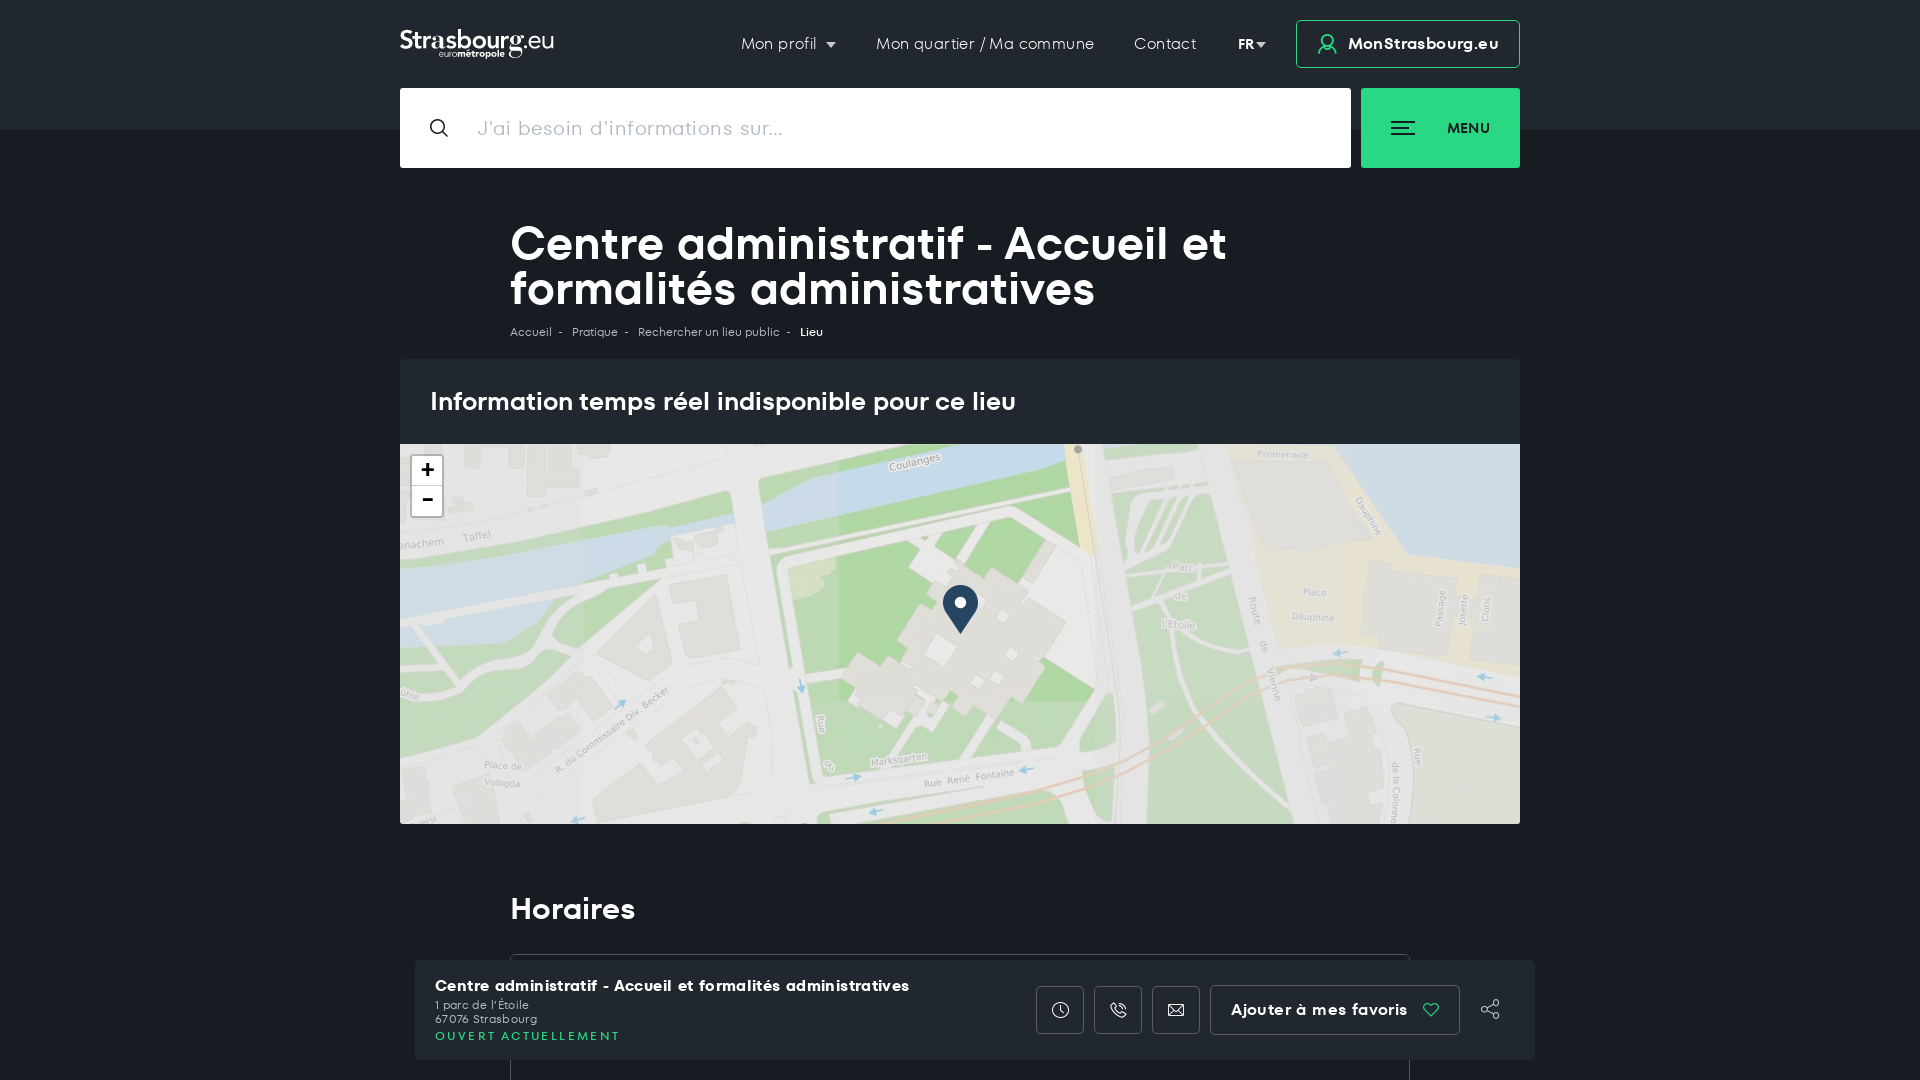 Strasbourg.eu
eurométropole
Mon profil
Mon quartier / Ma commune
Contact
FR
MonStrasbourg.eu
J'ai besoin d'informations sur...
MENU
Centre administratif - Accueil et
formalités administratives
Accueil - Pratique - Rechercher un lieu public - Lieu
Information temps réel indisponible pour ce lieu
+
-
Coulanges
Promenade
Dauphine
Taffel
Parc
de
l'Etoile
Place
Dauphine
Passage
Josette
Clotis
Route
de
Vienne
R. du Commissaire Div. Becker
Rue
du
Marksgarten
Rue René Fontaine
Place de
Vologda
Rue
de la Colonne
Horaires
Centre administratif - Accueil et formalités administratives
1 parc de l'Étoile
67076 Strasbourg
OUVERT ACTUELLEMENT
Ajouter à mes favoris